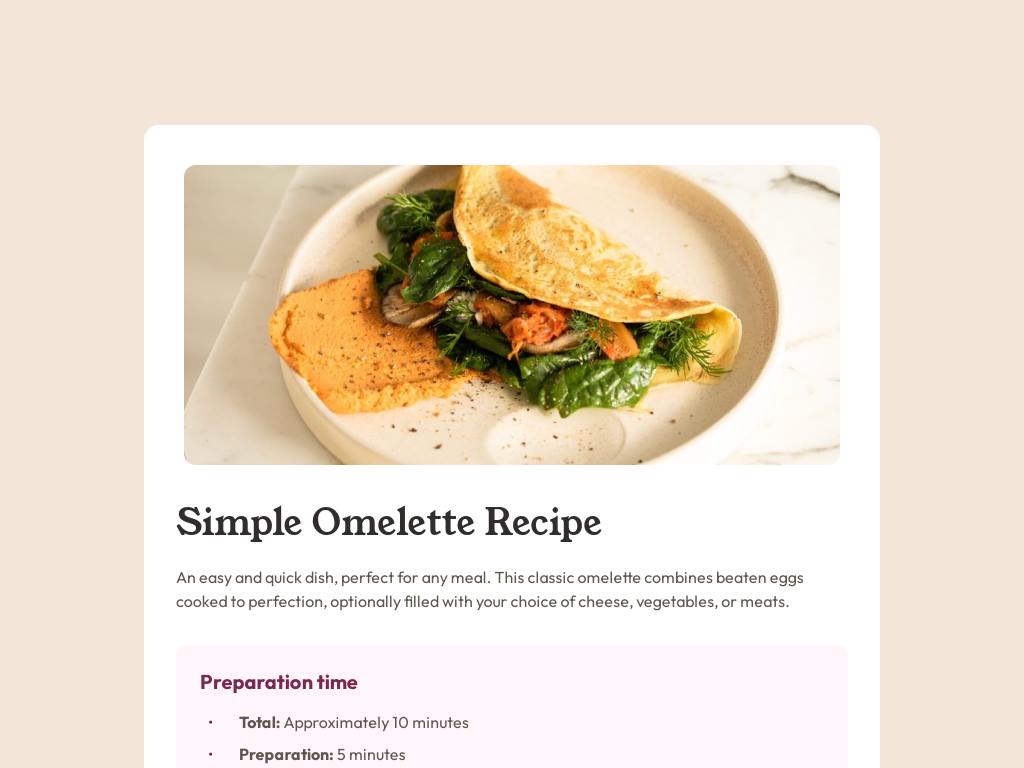 Simple Omelette Recipe
An easy and quick dish, perfect for any meal. This classic omelette combines beaten eggs
cooked to perfection, optionally filled with your choice of cheese, vegetables, or meats.
Preparation time
• Total: Approximately 10 minutes
• Preparation: 5 minutes